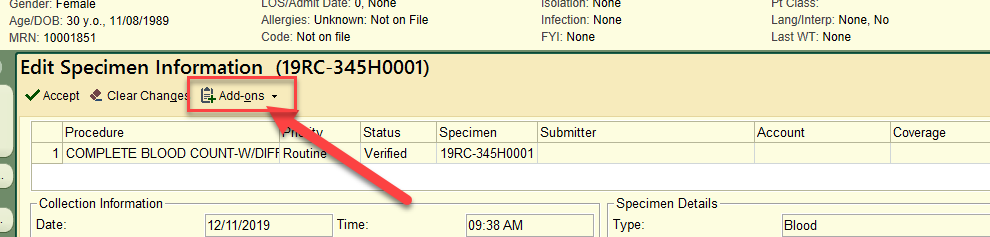 Gender: Female
LOS/Admit Date: 0, None
Isolation: None
Pt Class:
Age/DOB: 30 y.o., 11/08/1989
Allergies: Unknown: Not on File
Infection: None
Lang/Interp: None, No
MRN: 10001851
Code: Not on file
FYI: None
Last WT: None
Edit Specimen Information (19RC-345H0001)
Accept Clear Changes Add-ons
Procedure Priority Status Specimen Submitter Account Coverage
1 COMPLETE BLOOD COUNT-W/DIFF Routine Verified 19RC-345H0001
Collection Information Specimen Details
Date: 12/11/2019 Time: 09:38 AM Type: Blood